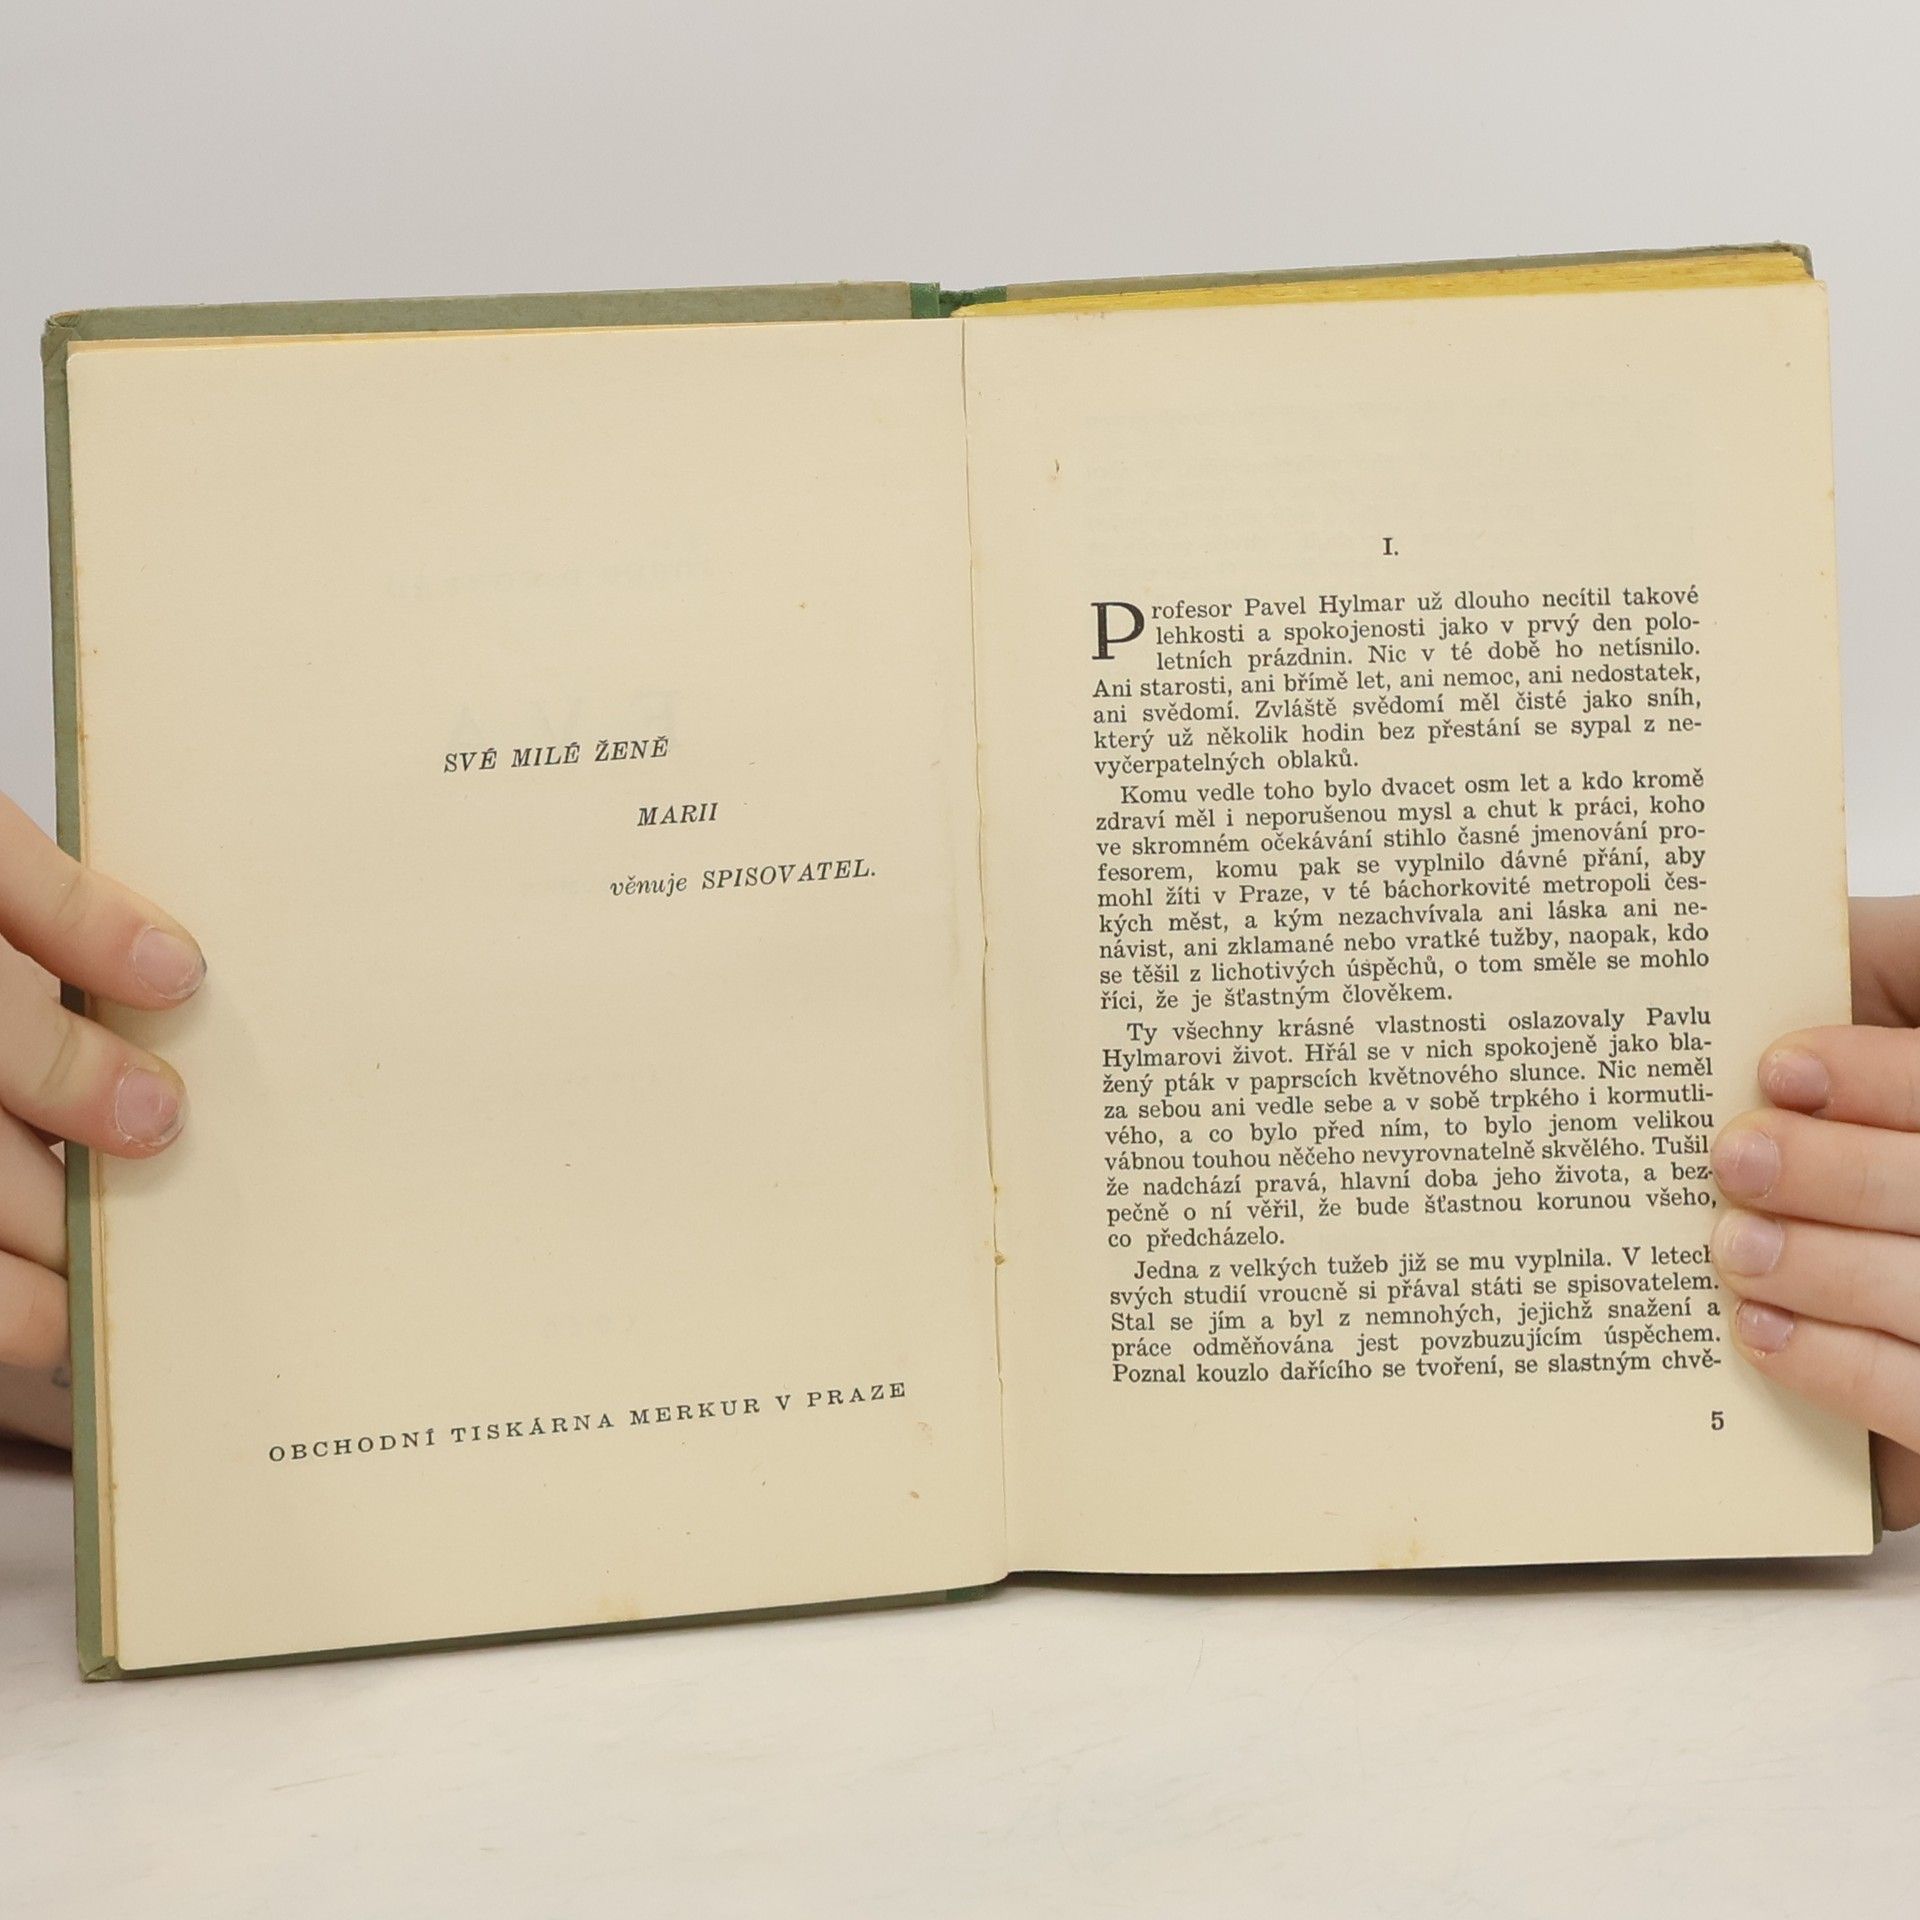 SVÉ MILÉ ŽENĚ
MARII
věnuje SPISOVATEL.
OBCHODNÍ TISKÁRNA MERKUR V PRAZE
I.
Profesor Pavel Hylmar už dlouho necítil takové
lehkosti a spokojenosti jako v prvý den polo-
letních prázdnin. Nic v té době ho netísnilo.
Ani starosti, ani břímě let, ani nemoc, ani nedostatek,
ani svědomí. Zvláště svědomí měl čisté jako sníh,
který už několik hodin bez přestání se sypal z ne-
vyčerpatelných oblaků.
Komu vedle toho bylo dvacet osm let a kdo kromě
zdraví měl i neporušenou mysl a chut k práci, koho
ve skromném očekávání stihlo časné jmenování pro-
fesorem, komu pak se vyplnilo dávné přání, aby
mohl žíti v Praze, v té báchorkovité metropoli čes-
kých měst, a kým nezachvívala ani láska ani ne-
návist, ani zklamané nebo vratké tužby, naopak, kdo
se těšil z lichotivých úspěchů, o tom směle se mohlo
říci, že je šťastným člověkem.
Ty všechny krásné vlastnosti oslazovaly Pavlu
Hylmarovi život. Hřál se v nich spokojeně jako bla-
žený pták v paprscích květnového slunce. Nic neměl
za sebou ani vedle sebe a v sobě trpkého i kormutli-
vého, a co bylo před ním, to bylo jenom velikou
vábnou touhou něčeho nevyrovnatelně skvělého. Tušil,
že nadchází pravá, hlavní doba jeho života, a bez-
pečně o ní věřil, že bude šťastnou korunou všeho,
co předcházelo.
Jedna z velkých tužeb již se mu vyplnila. V letech
svých studií vroucně si přával státi se spisovatelem.
Stal se jím a byl z nemnohých, jejichž snažení a
práce odměňována jest povzbuzujícím úspěchem.
Poznal kouzlo dařícího se tvoření, se slastným chvě-
5